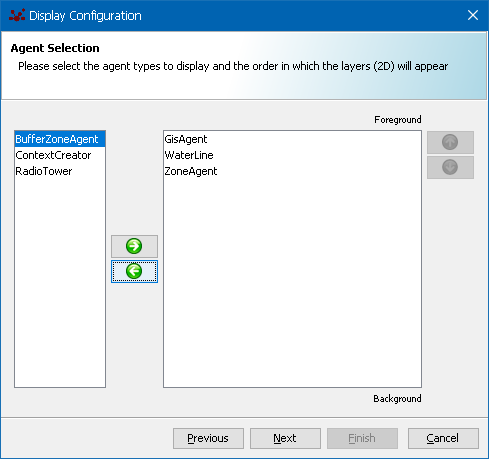 Display Configuration
Agent Selection
Please select the agent types to display and the order in which the layers (2D) will appear
Foreground
BufferZoneAgent
ContextCreator
RadioTower
GisAgent
WaterLine
ZoneAgent
Background
Previous
Next
Finish
Cancel